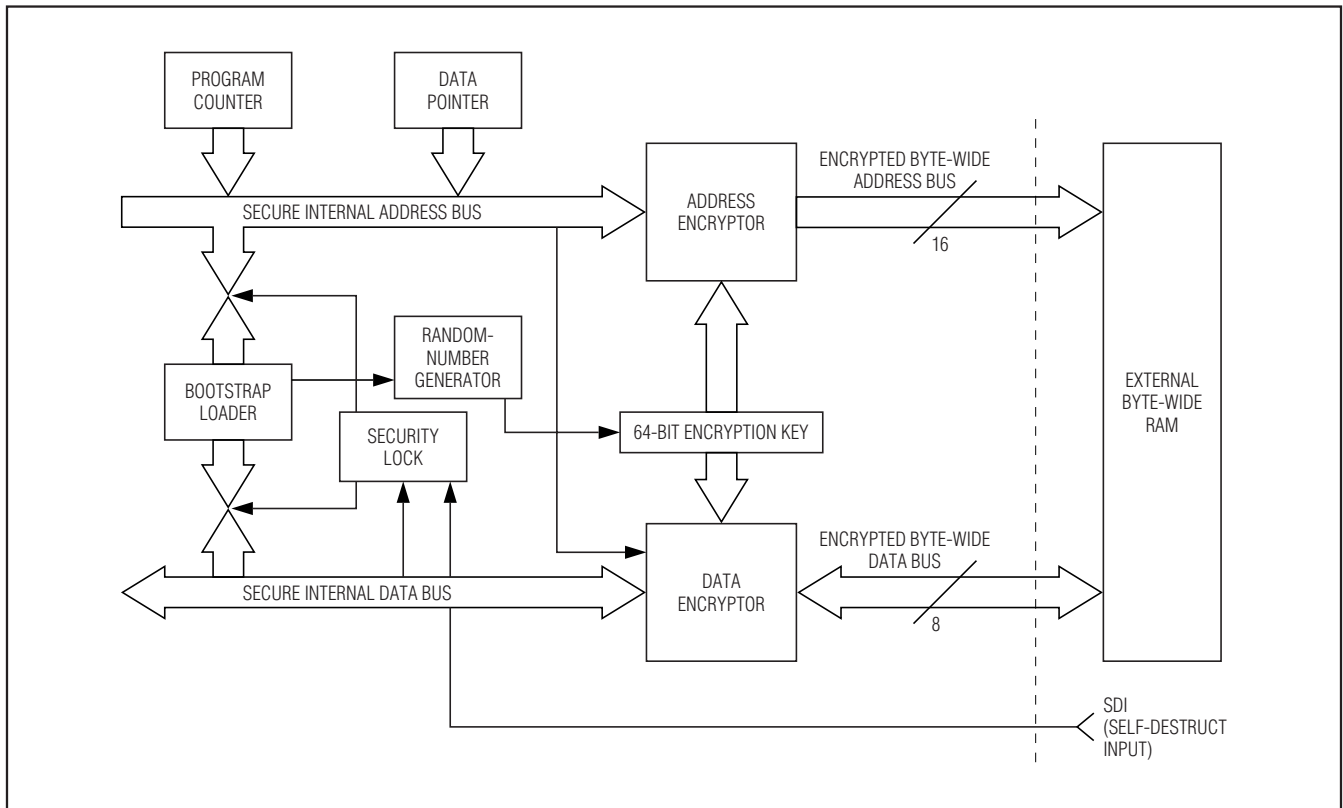 PROGRAM
COUNTER
DATA
POINTER
SECURE INTERNAL ADDRESS BUS
ADDRESS
ENCRYPTOR
ENCRYPTED BYTE-WIDE
ADDRESS BUS
16
RANDOM-
NUMBER
GENERATOR
BOOTSTRAP
LOADER
SECURITY
LOCK
64-BIT ENCRYPTION KEY
EXTERNAL
BYTE-WIDE
RAM
SECURE INTERNAL DATA BUS
DATA
ENCRYPTOR
ENCRYPTED BYTE-WIDE
DATA BUS
8
SDI
(SELF-DESTRUCT
INPUT)